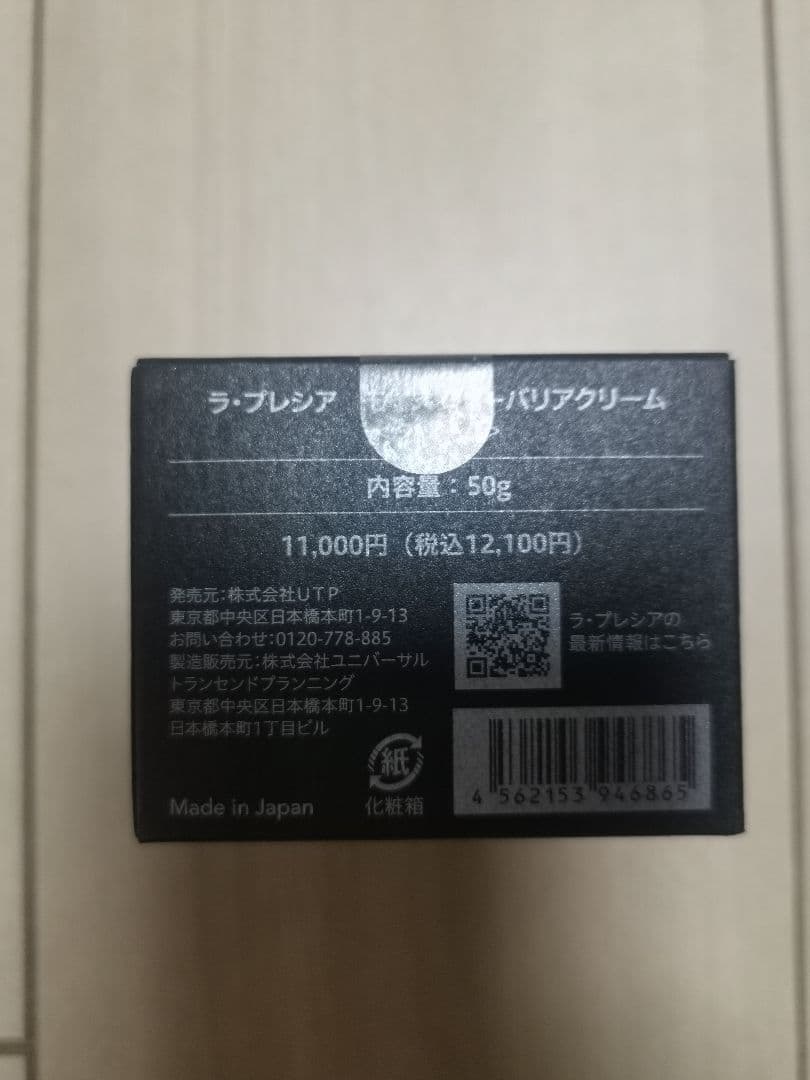 ラ・プレシア ーバリアクリーム
内容量：50g
11,000円（税込12,100円）
発売元：株式会社UTP
東京都中央区日本橋本町1-9-13
お問い合わせ：0120-778-885
製造販売元：株式会社ユニバーサル
トランセンドプランニング
東京都中央区日本橋本町1-9-13
日本橋本町1丁目ビル
Made in Japan
紙
化粧箱
ラ・プレシアの
最新情報はこちら
4 562153 946865